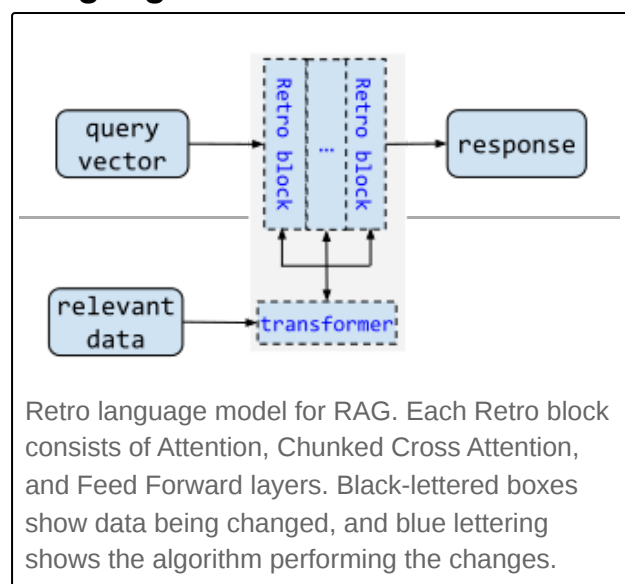 query
vector
Retro block
...
Retro block
response
relevant
data
transformer
Retro language model for RAG. Each Retro block
consists of Attention, Chunked Cross Attention,
and Feed Forward layers. Black-lettered boxes
show data being changed, and blue lettering
shows the algorithm performing the changes.